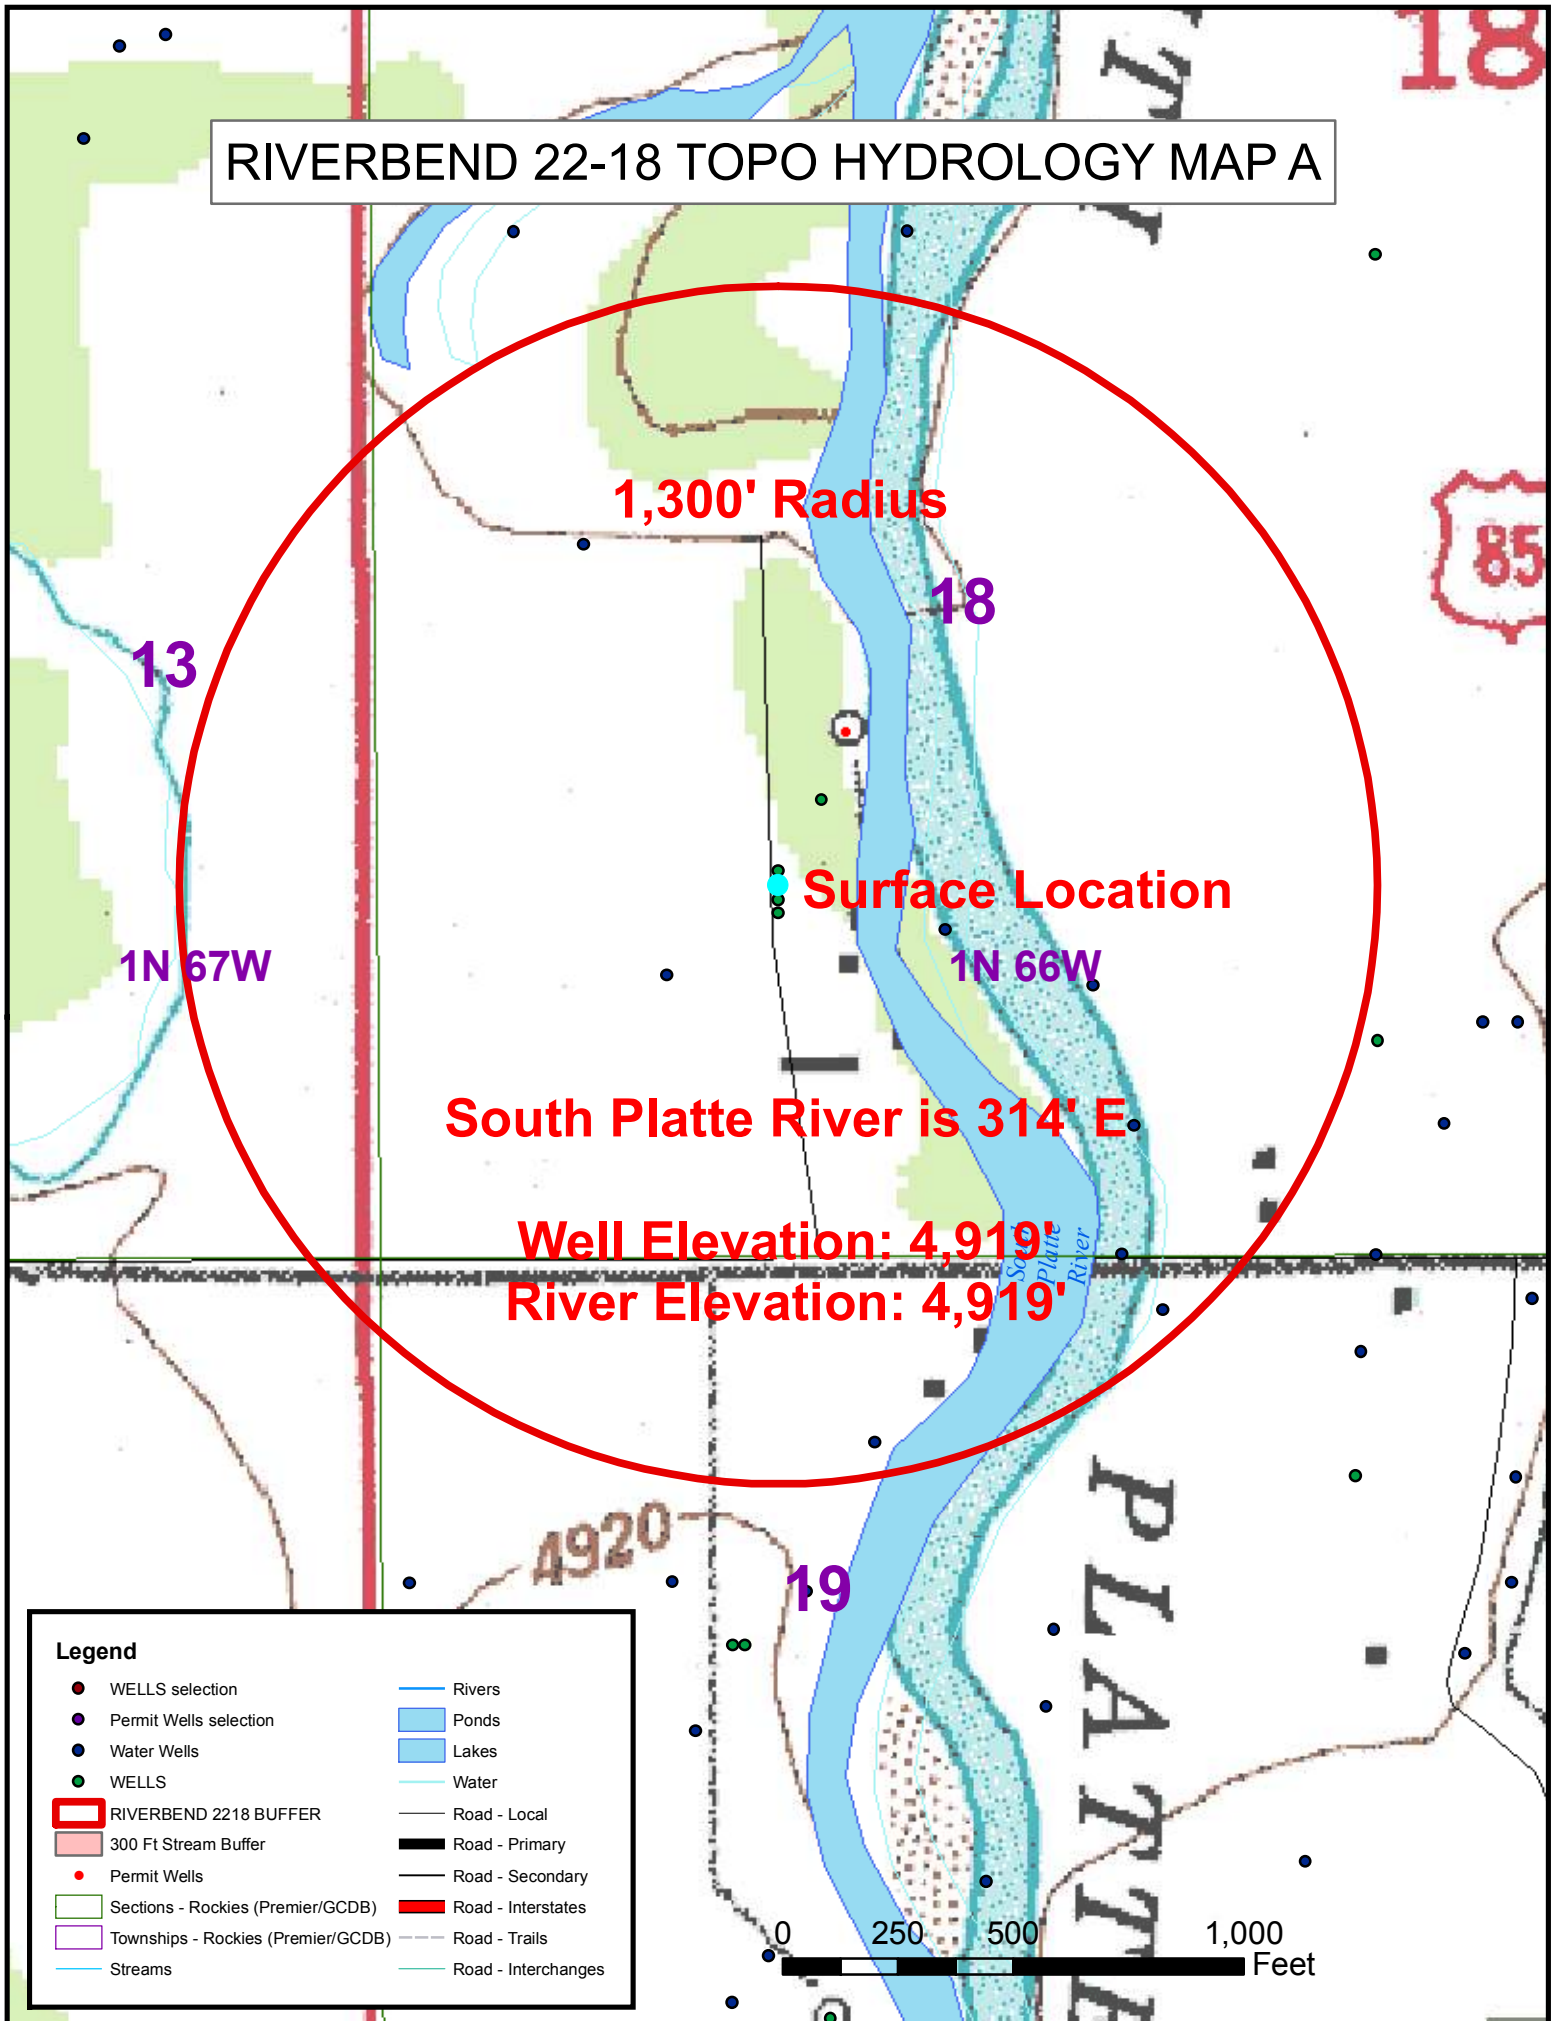 18
RIVERBEND 22-18 TOPO HYDROLOGY MAP A
1,300' Radius
85
18
13
Surface Location
1N 67W
1N 66W
South Platte River is 314' E
Well Elevation: 4,919'
South
Platte
River
River Elevation: 4,919'
4920
19
PLATTE
Legend
WELLS selection
Permit Wells selection
Water Wells
WELLS
RIVERBEND 2218 BUFFER
300 Ft Stream Buffer
Permit Wells
Sections - Rockies (Premier/GCDB)
Townships - Rockies (Premier/GCDB)
Streams
Rivers
Ponds
Lakes
Water
Road - Local
Road - Primary
Road - Secondary
Road - Interstates
Road - Trails
Road - Interchanges
0 250 500 1,000
Feet